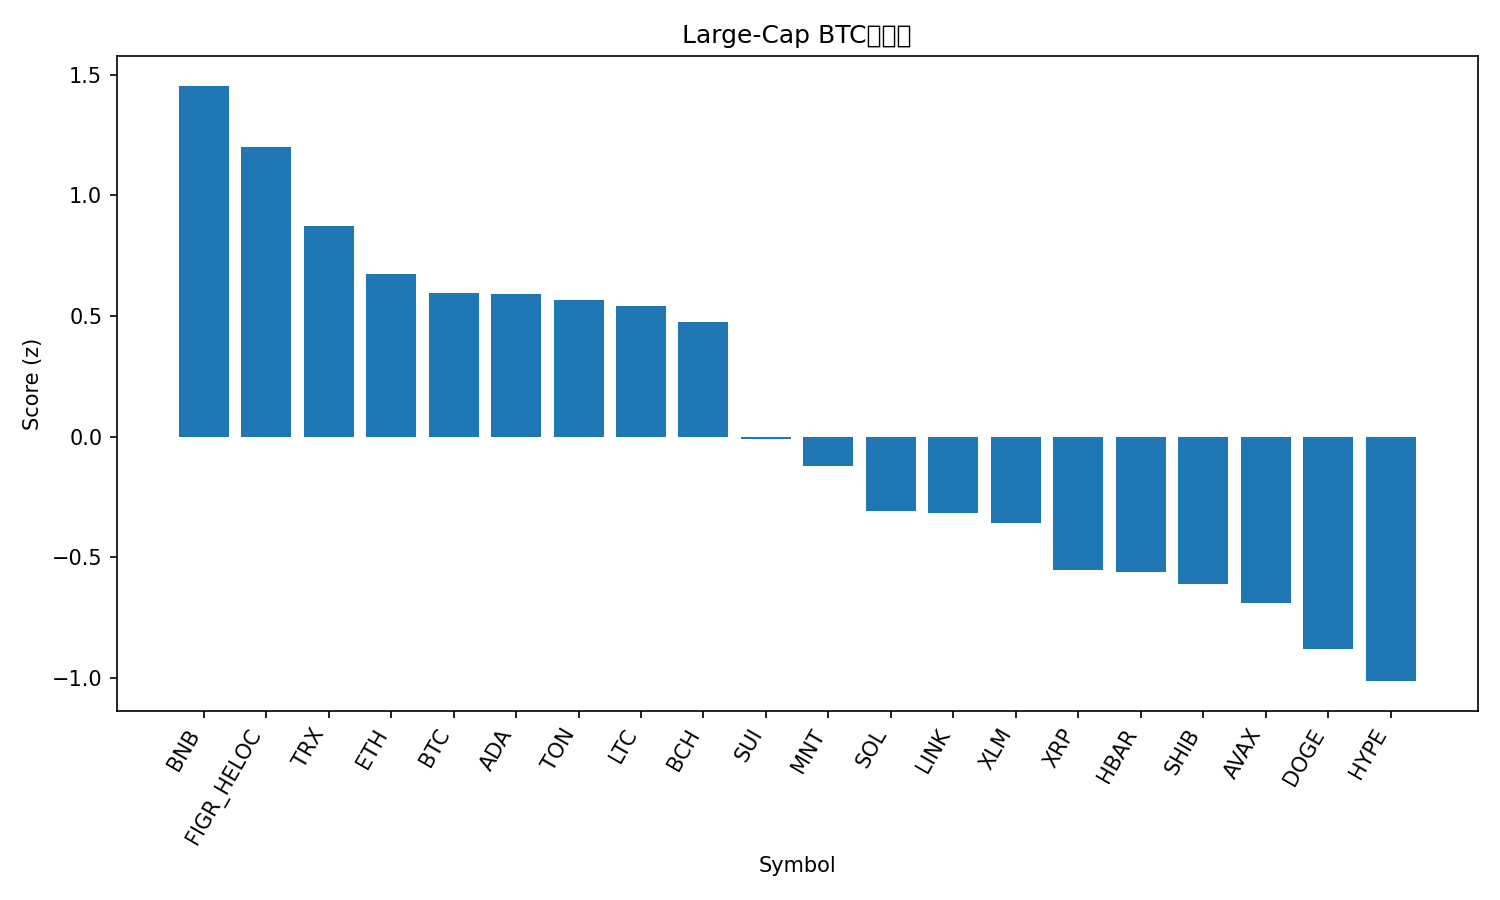 Large-Cap BTC
Score (z)
1.5
1.0
0.5
0.0
−0.5
−1.0
BNB
FIGR_HELOC
TRX
ETH
BTC
ADA
TON
LTC
BCH
SUI
MNT
SOL
LINK
XLM
XRP
HBAR
SHIB
AVAX
DOGE
HYPE
Symbol